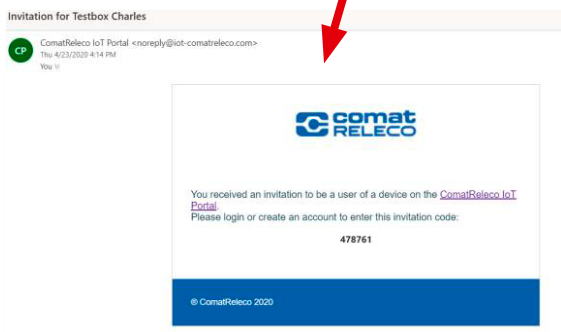 Invitation for Testbox Charles
CP
ComatReleco IoT Portal <noreply@iot-comatreleco.com>
Thu 4/23/2020 4:14 PM
You
comat
RELECO
You received an invitation to be a user of a device on the ComatReleco IoT
Portal.
Please login or create an account to enter this invitation code:
478761
© ComatReleco 2020